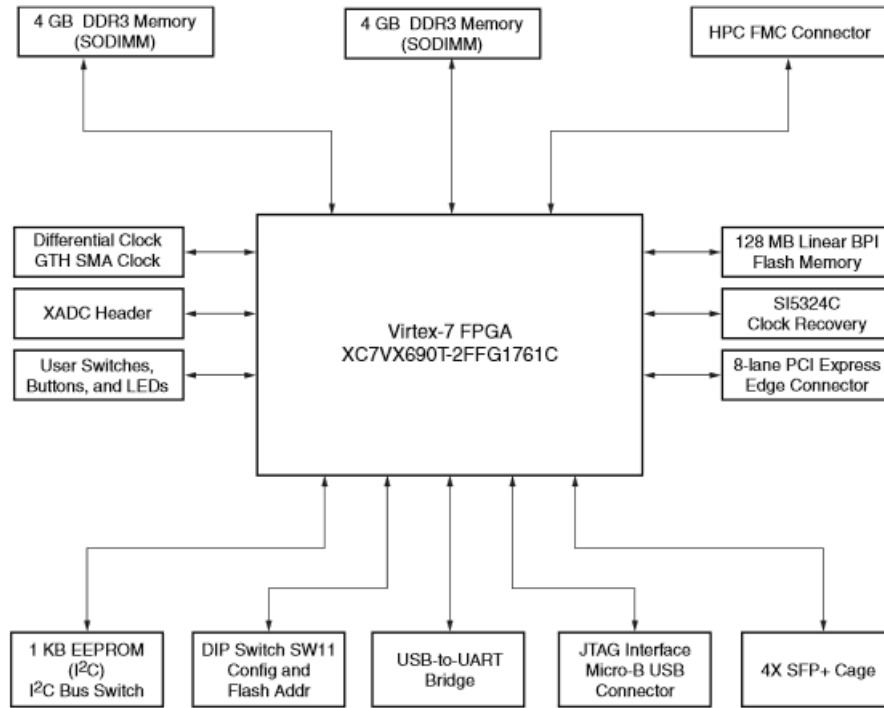 4 GB DDR3 Memory
(SODIMM)
4 GB DDR3 Memory
(SODIMM)
HPC FMC Connector
Differential Clock
GTH SMA Clock
128 MB Linear BPI
Flash Memory
XADC Header
Virtex-7 FPGA
XC7VX690T-2FFG1761C
SI5324C
Clock Recovery
User Switches,
Buttons, and LEDs
8-lane PCI Express
Edge Connector
1 KB EEPROM
(I²C)
I²C Bus Switch
DIP Switch SW11
Config and
Flash Addr
USB-to-UART
Bridge
JTAG Interface
Micro-B USB
Connector
4X SFP+ Cage